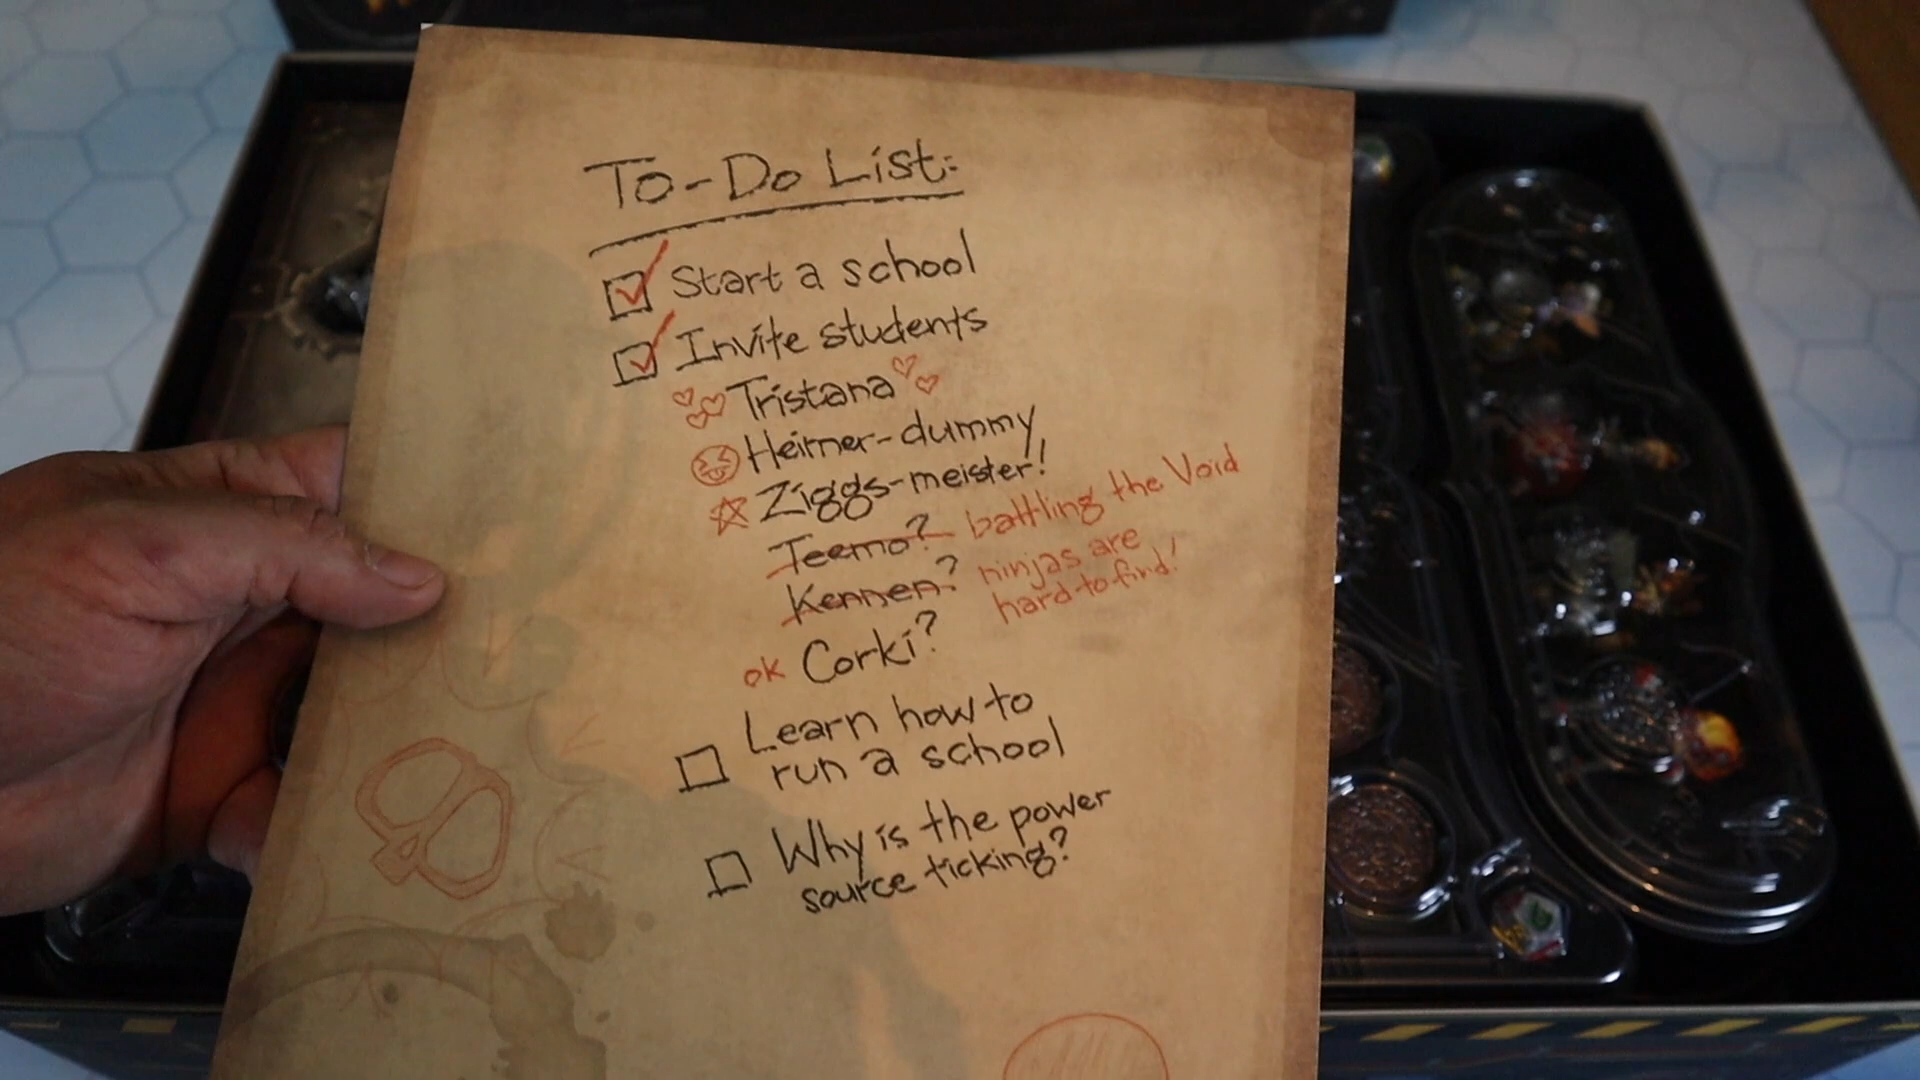 To-Do List:
Start a school
Invite students
Tristana
Heimer-dummy
Ziggs-meister!
Teemo? battling the Void
Kennen? ninjas are
hard to find!
ok Corki?
Learn how to
run a school
Why is the power
source ticking?